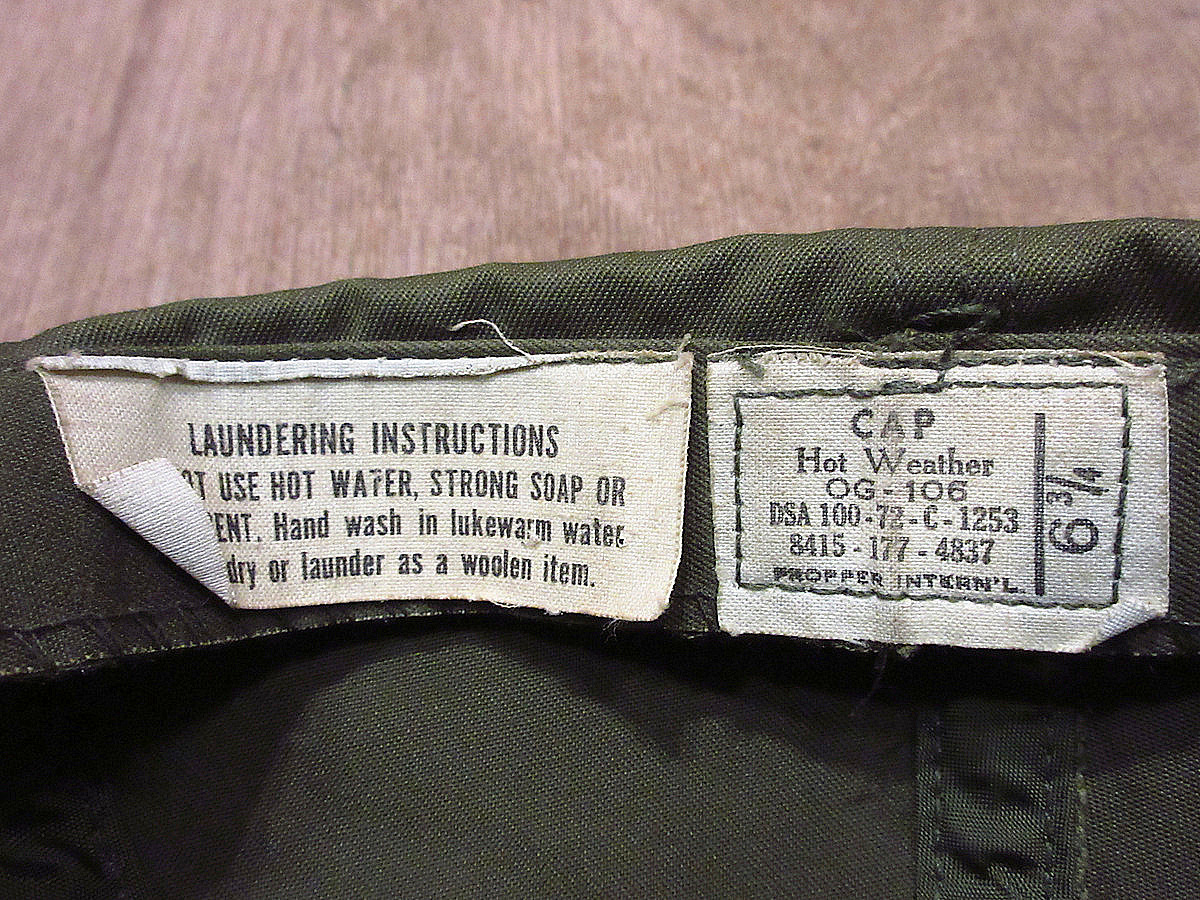 LAUNDERING INSTRUCTIONS
OT USE HOT WATER, STRONG SOAP OR
ENT. Hand wash in lukewarm water
dry or launder as a woolen item.
CAP
Hot Weather
OG-106
DSA 100-72-C-1253
8415-177-4837
PROPPER INTERN'L.
6 3/4